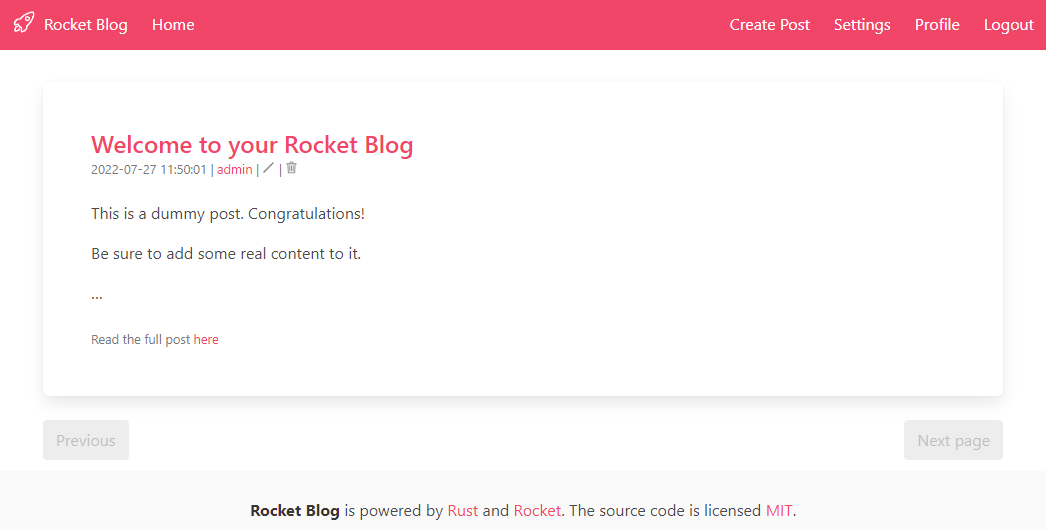 Rocket Blog Home Create Post Settings Profile Logout
Welcome to your Rocket Blog
2022-07-27 11:50:01 | admin | |
This is a dummy post. Congratulations!
Be sure to add some real content to it.
...
Read the full post here
Previous Next page
Rocket Blog is powered by Rust and Rocket. The source code is licensed MIT.